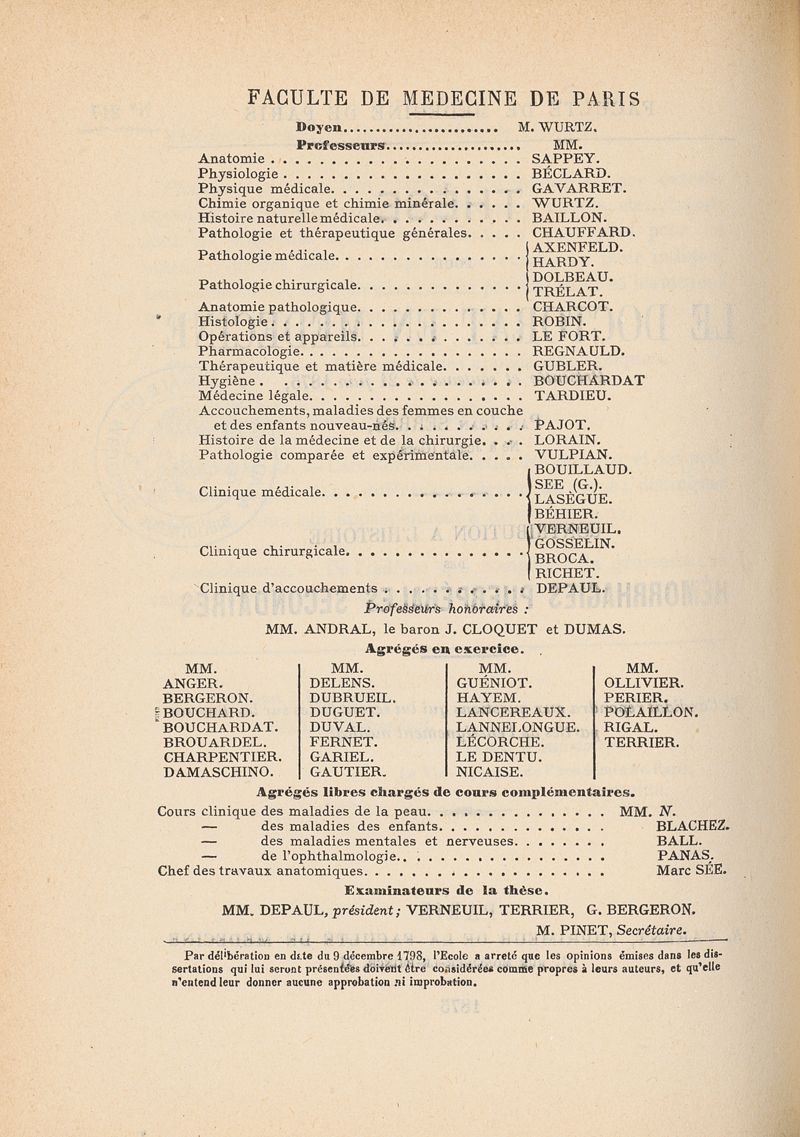 FACULTE DE MEDECINE DE PARIS
Doyen........................ M. WURTZ.
Professeurs..................... MM.
Anatomie . . . . . . . . . . . . . . . . . . . . . SAPPEY.
Physiologie . . . . . . . . . . . . . . . . . . . . BÉCLARD.
Physique médicale. . . . . . . . . . . . . . . . GAVARRET.
Chimie organique et chimie minérale. . . . . . WURTZ.
Histoire naturelle médicale. . . . . . . . . . . . BAILLON.
Pathologie et thérapeutique générales. . . . . CHAUFFARD.
Pathologie médicale. . . . . . . . . . . . . . . . { AXENFELD.
HARDY.
Pathologie chirurgicale. . . . . . . . . . . . . . { DOLBEAU.
TRÉLAT.
Anatomie pathologique. . . . . . . . . . . . . . CHARCOT.
Histologie . . . . . . . . . . . . . . . . . . . . . ROBIN.
Opérations et appareils. . . . . . . . . . . . . . LE FORT.
Pharmacologie. . . . . . . . . . . . . . . . . . . REGNAULD.
Thérapeutique et matière médicale. . . . . . . GUBLER.
Hygiène . . . . . . . . . . . . . . . . . . . . . . BOUCHARDAT
Médecine légale. . . . . . . . . . . . . . . . . . TARDIEU.
Accouchements, maladies des femmes en couche
et des enfants nouveau-nés. . . . . . . . . . . PAJOT.
Histoire de la médecine et de la chirurgie. . . . LORAIN.
Pathologie comparée et expérimentale. . . . . VULPIAN.
Clinique médicale. . . . . . . . . . . . . . . . . { BOUILLAUD.
SEE (G.).
LASÈGUE.
BÉHIER.
Clinique chirurgicale. . . . . . . . . . . . . . . { VERNEUIL.
GOSSELIN.
BROCA.
RICHET.
Clinique d'accouchements . . . . . . . . . . . . DEPAUL.
Professeurs honoraires :
MM. ANDRAL, le baron J. CLOQUET et DUMAS.
Agrégés en exercice.
MM. MM. MM. MM.
ANGER. DELENS. GUÉNIOT. OLLIVIER.
BERGERON. DUBRUEIL. HAYEM. PERIER.
BOUCHARD. DUGUET. LANCEREAUX. POLAILLON.
BOUCHARDAT. DUVAL. LANNELONGUE. RIGAL.
BROUARDEL. FERNET. LÉCORCHE. TERRIER.
CHARPENTIER. GARIEL. LE DENTU.
DAMASCHINO. GAUTIER. NICAISE.
Agrégés libres chargés de cours complémentaires.
Cours clinique des maladies de la peau. . . . . . . . . . . . . . . MM. N.
— des maladies des enfants. . . . . . . . . . . . . . BLACHEZ.
— des maladies mentales et nerveuses. . . . . . . . BALL.
— de l'ophthalmologie. . . . . . . . . . . . . . . . . PANAS.
Chef des travaux anatomiques. . . . . . . . . . . . . . . . . . . . Marc SÉE.
Examinateurs de la thèse.
MM. DEPAUL, président; VERNEUIL, TERRIER, G. BERGERON.
M. PINET, Secrétaire.
Par délibération en date du 9 décembre 1798, l'Ecole a arreté que les opinions émises dans les dis-
sertations qui lui seront présentées doivent être considérées comme propres à leurs auteurs, et qu'elle
n'entend leur donner aucune approbation ni improbation.